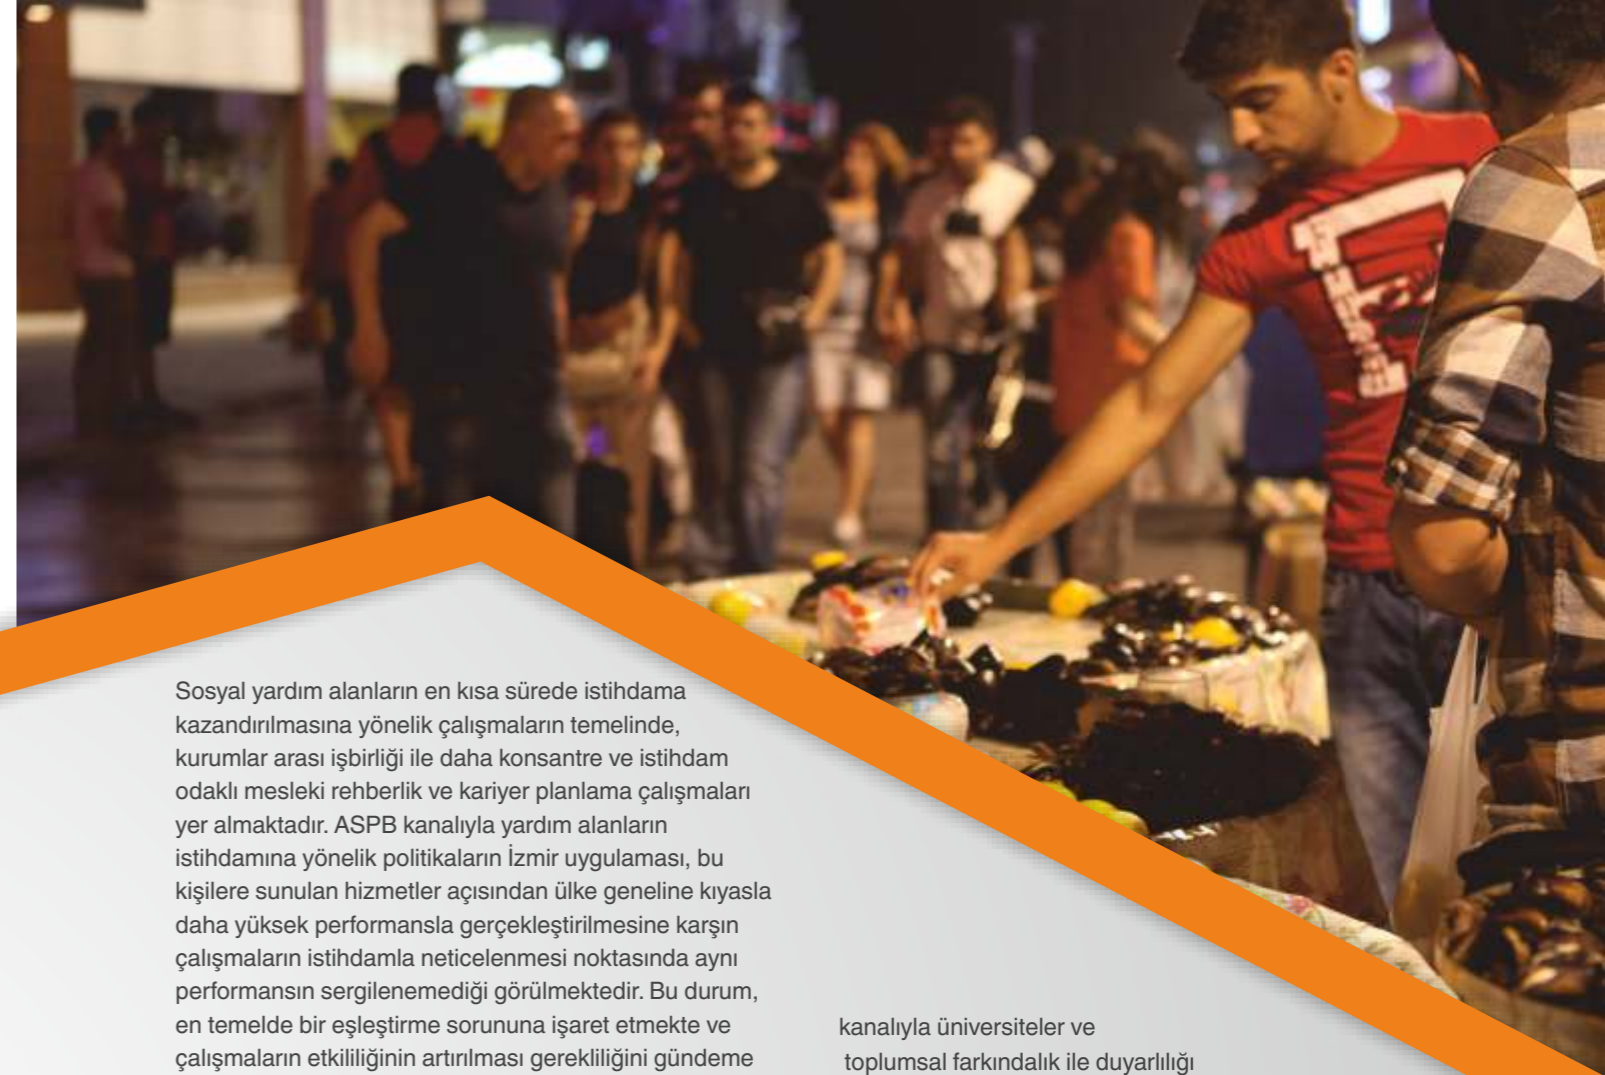 Sosyal yardım alanların en kısa sürede istihdama
kazandırılmasına yönelik çalışmaların temelinde,
kurumlar arası işbirliği ile daha konsantre ve istihdam
odaklı mesleki rehberlik ve kariyer planlama çalışmaları
yer almaktadır. ASPB kanalıyla yardım alanların
istihdamına yönelik politikaların İzmir uygulaması, bu
kişilere sunulan hizmetler açısından ülke geneline kıyasla
daha yüksek performansla gerçekleştirilmesine karşın
çalışmaların istihdamla neticelenmesi noktasında aynı
performansın sergilenemediği görülmektedir. Bu durum,
en temelde bir eşleştirme sorununa işaret etmekte ve
çalışmaların etkililiğinin artırılması gerekliliğini gündeme
kanalıyla üniversiteler ve
toplumsal farkındalık ile duyarlılığı